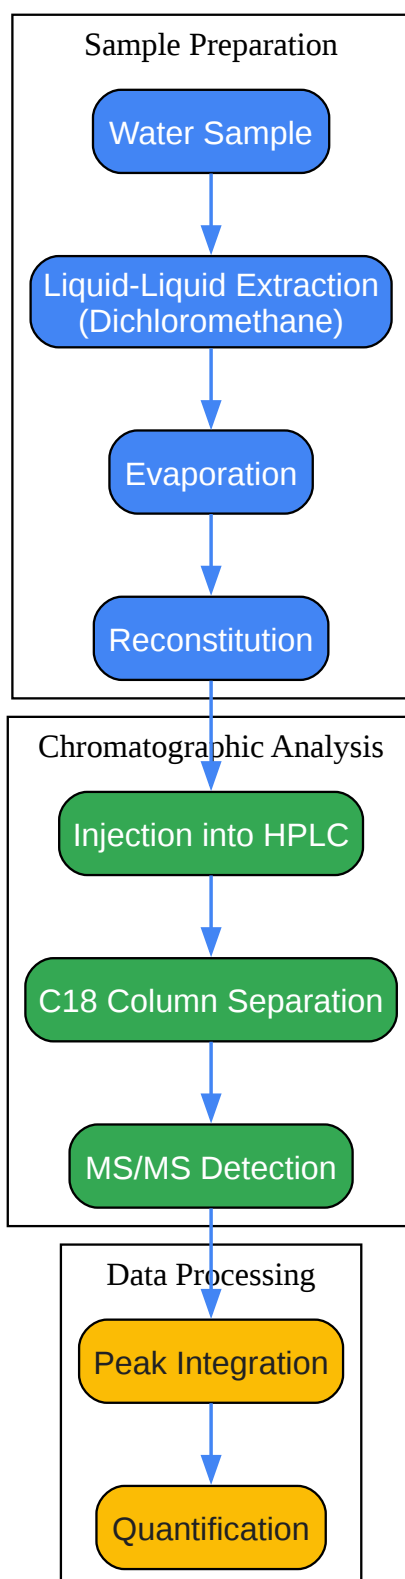 Sample Preparation
Water Sample
Liquid-Liquid Extraction
(Dichloromethane)
Evaporation
Reconstitution
Chromatographic Analysis
Injection into HPLC
C18 Column Separation
MS/MS Detection
Data Processing
Peak Integration
Quantification